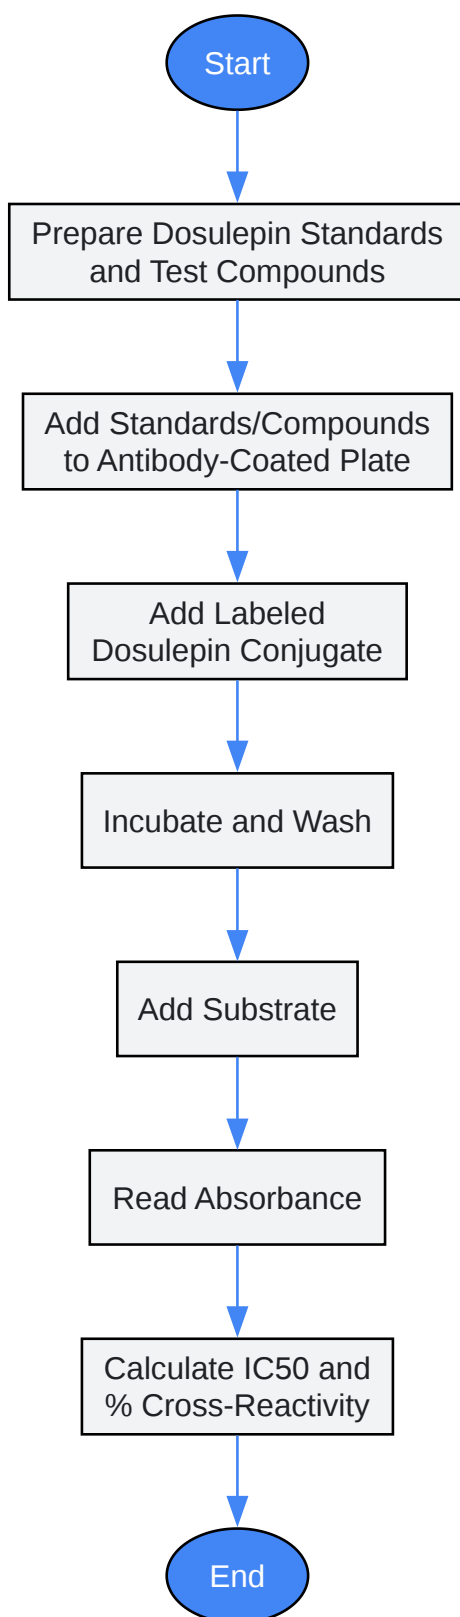 Start
Prepare Dosulepin Standards
and Test Compounds
Add Standards/Compounds
to Antibody-Coated Plate
Add Labeled
Dosulepin Conjugate
Incubate and Wash
Add Substrate
Read Absorbance
Calculate IC50 and
% Cross-Reactivity
End